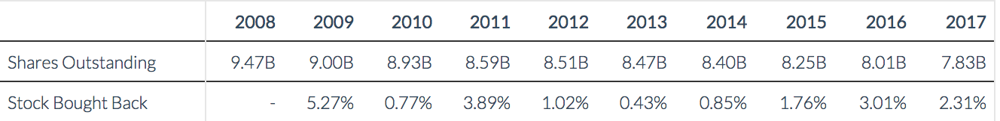 2008 2009 2010 2011 2012 2013 2014 2015 2016 2017
Shares Outstanding 9.47B 9.00B 8.93B 8.59B 8.51B 8.47B 8.40B 8.25B 8.01B 7.83B
Stock Bought Back - 5.27% 0.77% 3.89% 1.02% 0.43% 0.85% 1.76% 3.01% 2.31%